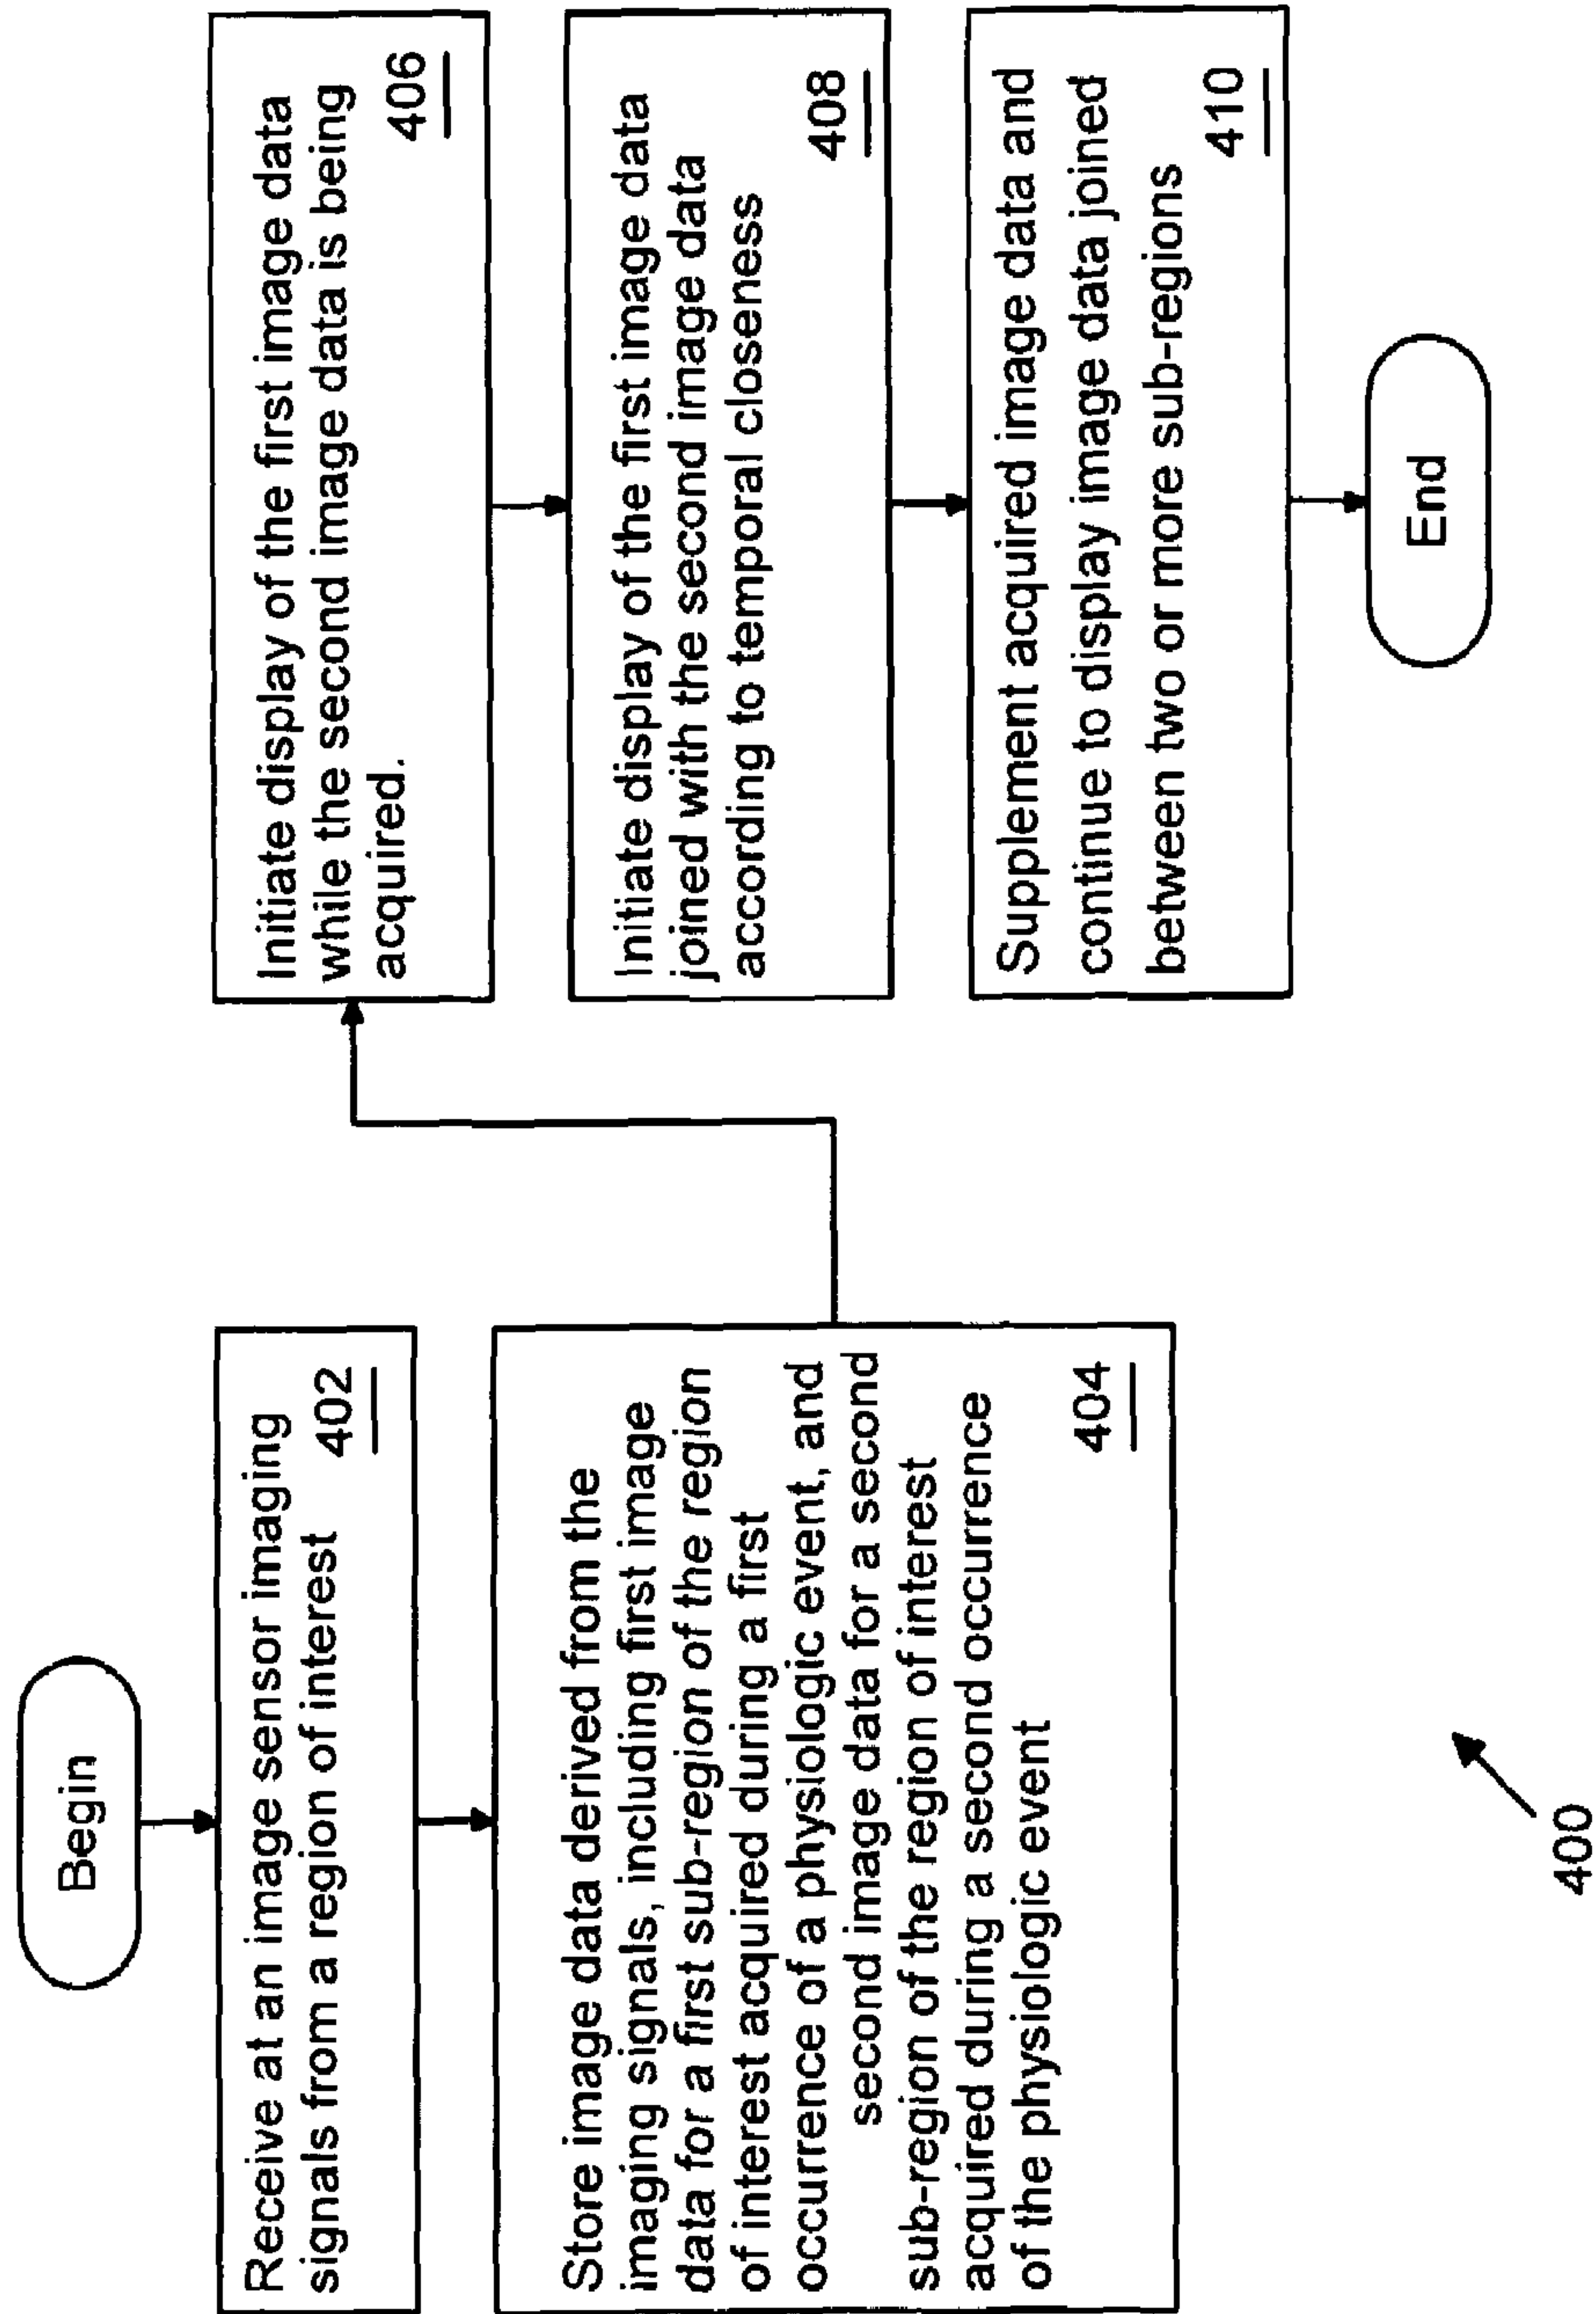 Begin
Receive at an image sensor imaging
signals from a region of interest
402
Store image data derived from the
imaging signals, including first image
data for a first sub-region of the region
of interest acquired during a first
occurrence of a physiologic event, and
second image data for a second
sub-region of the region of interest
acquired during a second occurrence
of the physiologic event
404
Initiate display of the first image data
while the second image data is being
acquired.
406
Initiate display of the first image data
joined with the second image data
according to temporal closeness
408
Supplement acquired image data and
continue to display image data joined
between two or more sub-regions
410
End
400